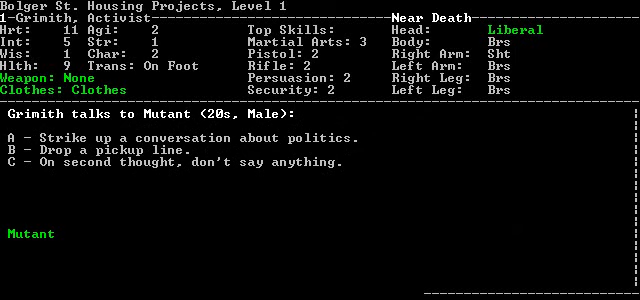 Bolger St. Housing Projects, Level 1
1-Grimith, Activist Near Death
Hrt: 11 Agi: 2 Top Skills: Head: Liberal
Int: 5 Str: 1 Martial Arts: 3 Body: Brs
Wis: 1 Char: 2 Pistol: 2 Right Arm: Sht
Hlth: 9 Trans: On Foot Rifle: 2 Left Arm: Brs
Weapon: None Persuasion: 2 Right Leg: Brs
Clothes: Clothes Security: 2 Left Leg: Brs
Grimith talks to Mutant (20s, Male):
A - Strike up a conversation about politics.
B - Drop a pickup line.
C - On second thought, don't say anything.
Mutant